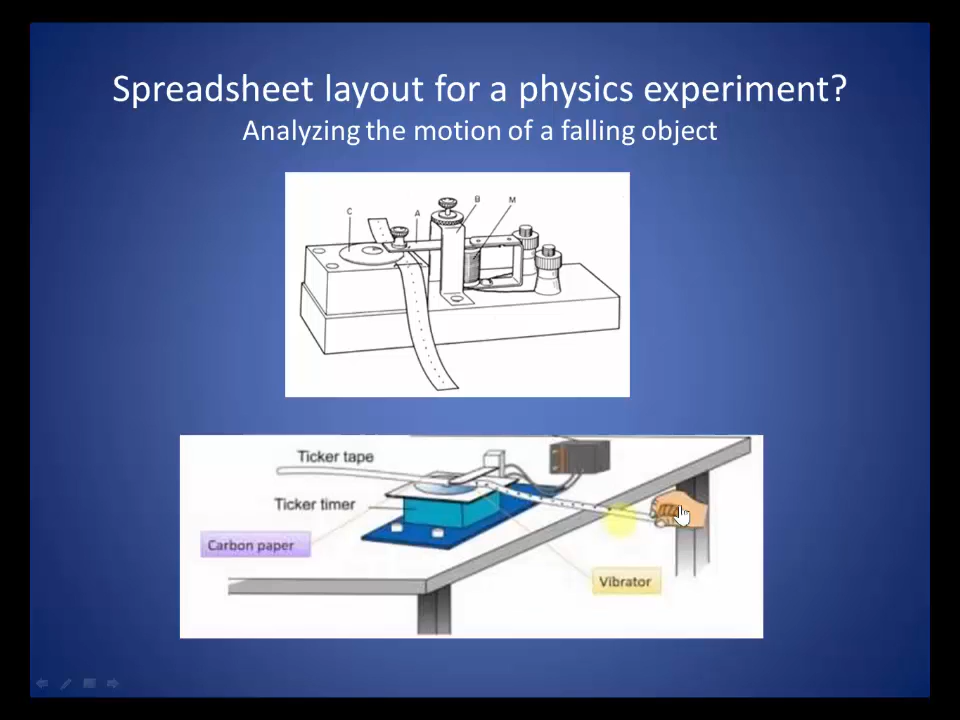 Spreadsheet layout for a physics experiment?
Analyzing the motion of a falling object
C
A
B
M
Ticker tape
Ticker timer
Carbon paper
Vibrator